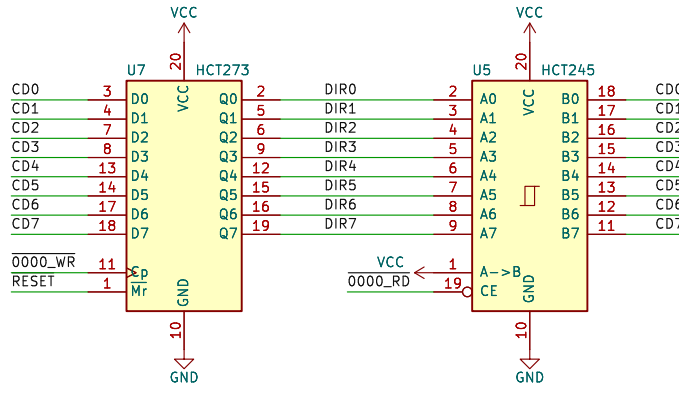 VCC VCC
20 20
U7 HCT273 U5 HCT245
VCC VCC
CD0 3 D0 Q0 2 DIR0 2 A0 B0 18 CD0
CD1 4 D1 Q1 5 DIR1 3 A1 B1 17 CD1
CD2 7 D2 Q2 6 DIR2 4 A2 B2 16 CD2
CD3 8 D3 Q3 9 DIR3 5 A3 B3 15 CD3
CD4 13 D4 Q4 12 DIR4 6 A4 B4 14 CD4
CD5 14 D5 Q5 15 DIR5 7 A5 B5 13 CD5
CD6 17 D6 Q6 16 DIR6 8 A6 B6 12 CD6
CD7 18 D7 Q7 19 DIR7 9 A7 B7 11 CD7
0000_WR 11 Cp VCC 1 A->B
RESET 1 Mr 0000_RD 19 CE
GND GND
10 10
GND GND